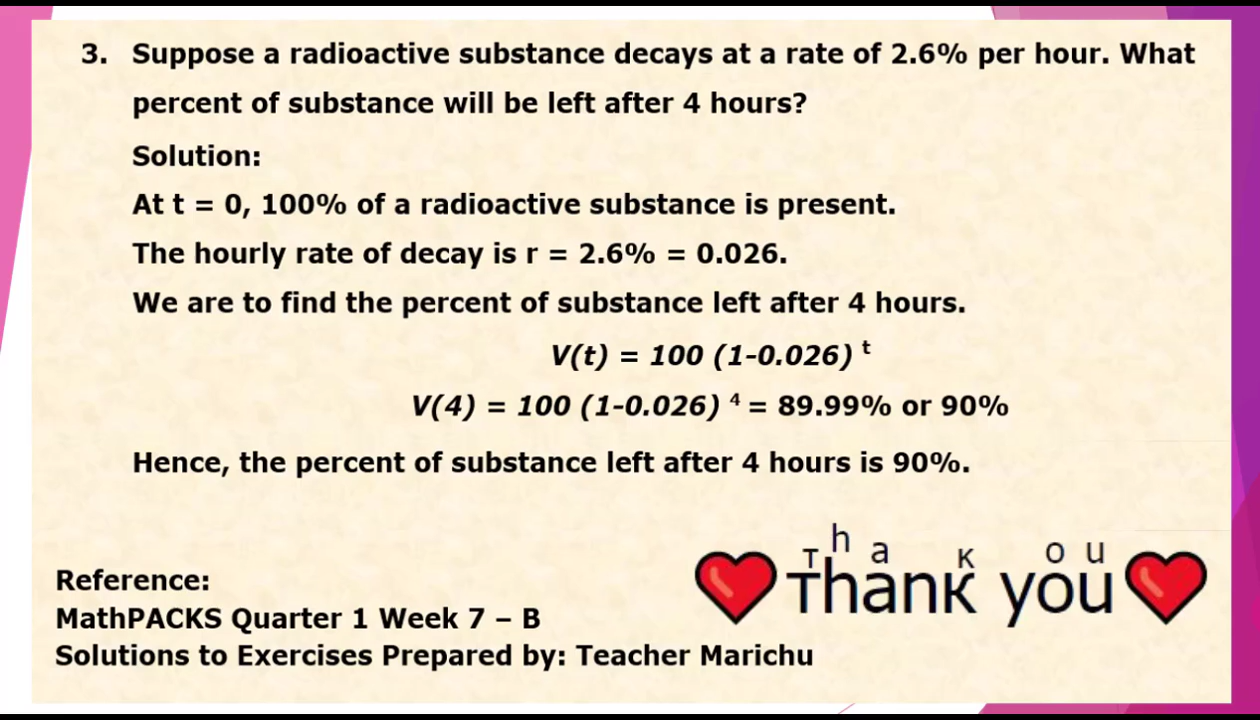 3. Suppose a radioactive substance decays at a rate of 2.6% per hour. What
percent of substance will be left after 4 hours?
Solution:
At t = 0, 100% of a radioactive substance is present.
The hourly rate of decay is r = 2.6% = 0.026.
We are to find the percent of substance left after 4 hours.
V(t) = 100 (1-0.026) ᵗ
V(4) = 100 (1-0.026) ⁴ = 89.99% or 90%
Hence, the percent of substance left after 4 hours is 90%.
T h a K o u
Thank you
Reference:
MathPACKS Quarter 1 Week 7 – B
Solutions to Exercises Prepared by: Teacher Marichu